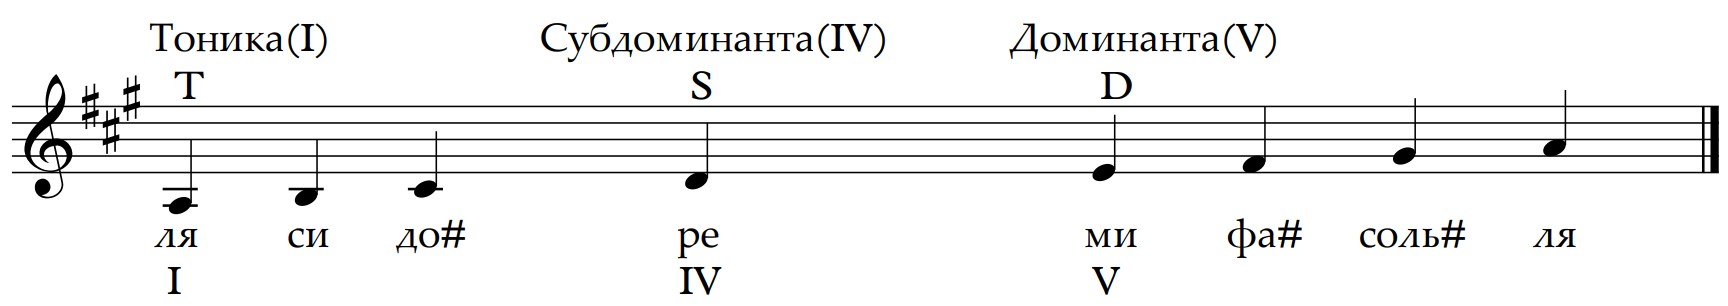 Тоника(I) Субдоминанта(IV) Доминанта(V)
T S D
ля си до# ре ми фа# соль# ля
I IV V